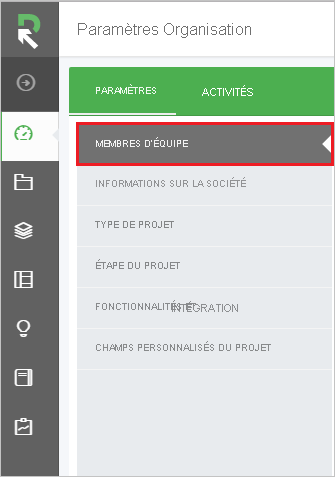 Paramètres Organisation
PARAMÈTRES
ACTIVITÉS
MEMBRES D'ÉQUIPE
INFORMATIONS SUR LA SOCIÉTÉ
TYPE DE PROJET
ÉTAPE DU PROJET
FONCTIONNALITÉS ET INTÉGRATION
CHAMPS PERSONNALISÉS DU PROJET